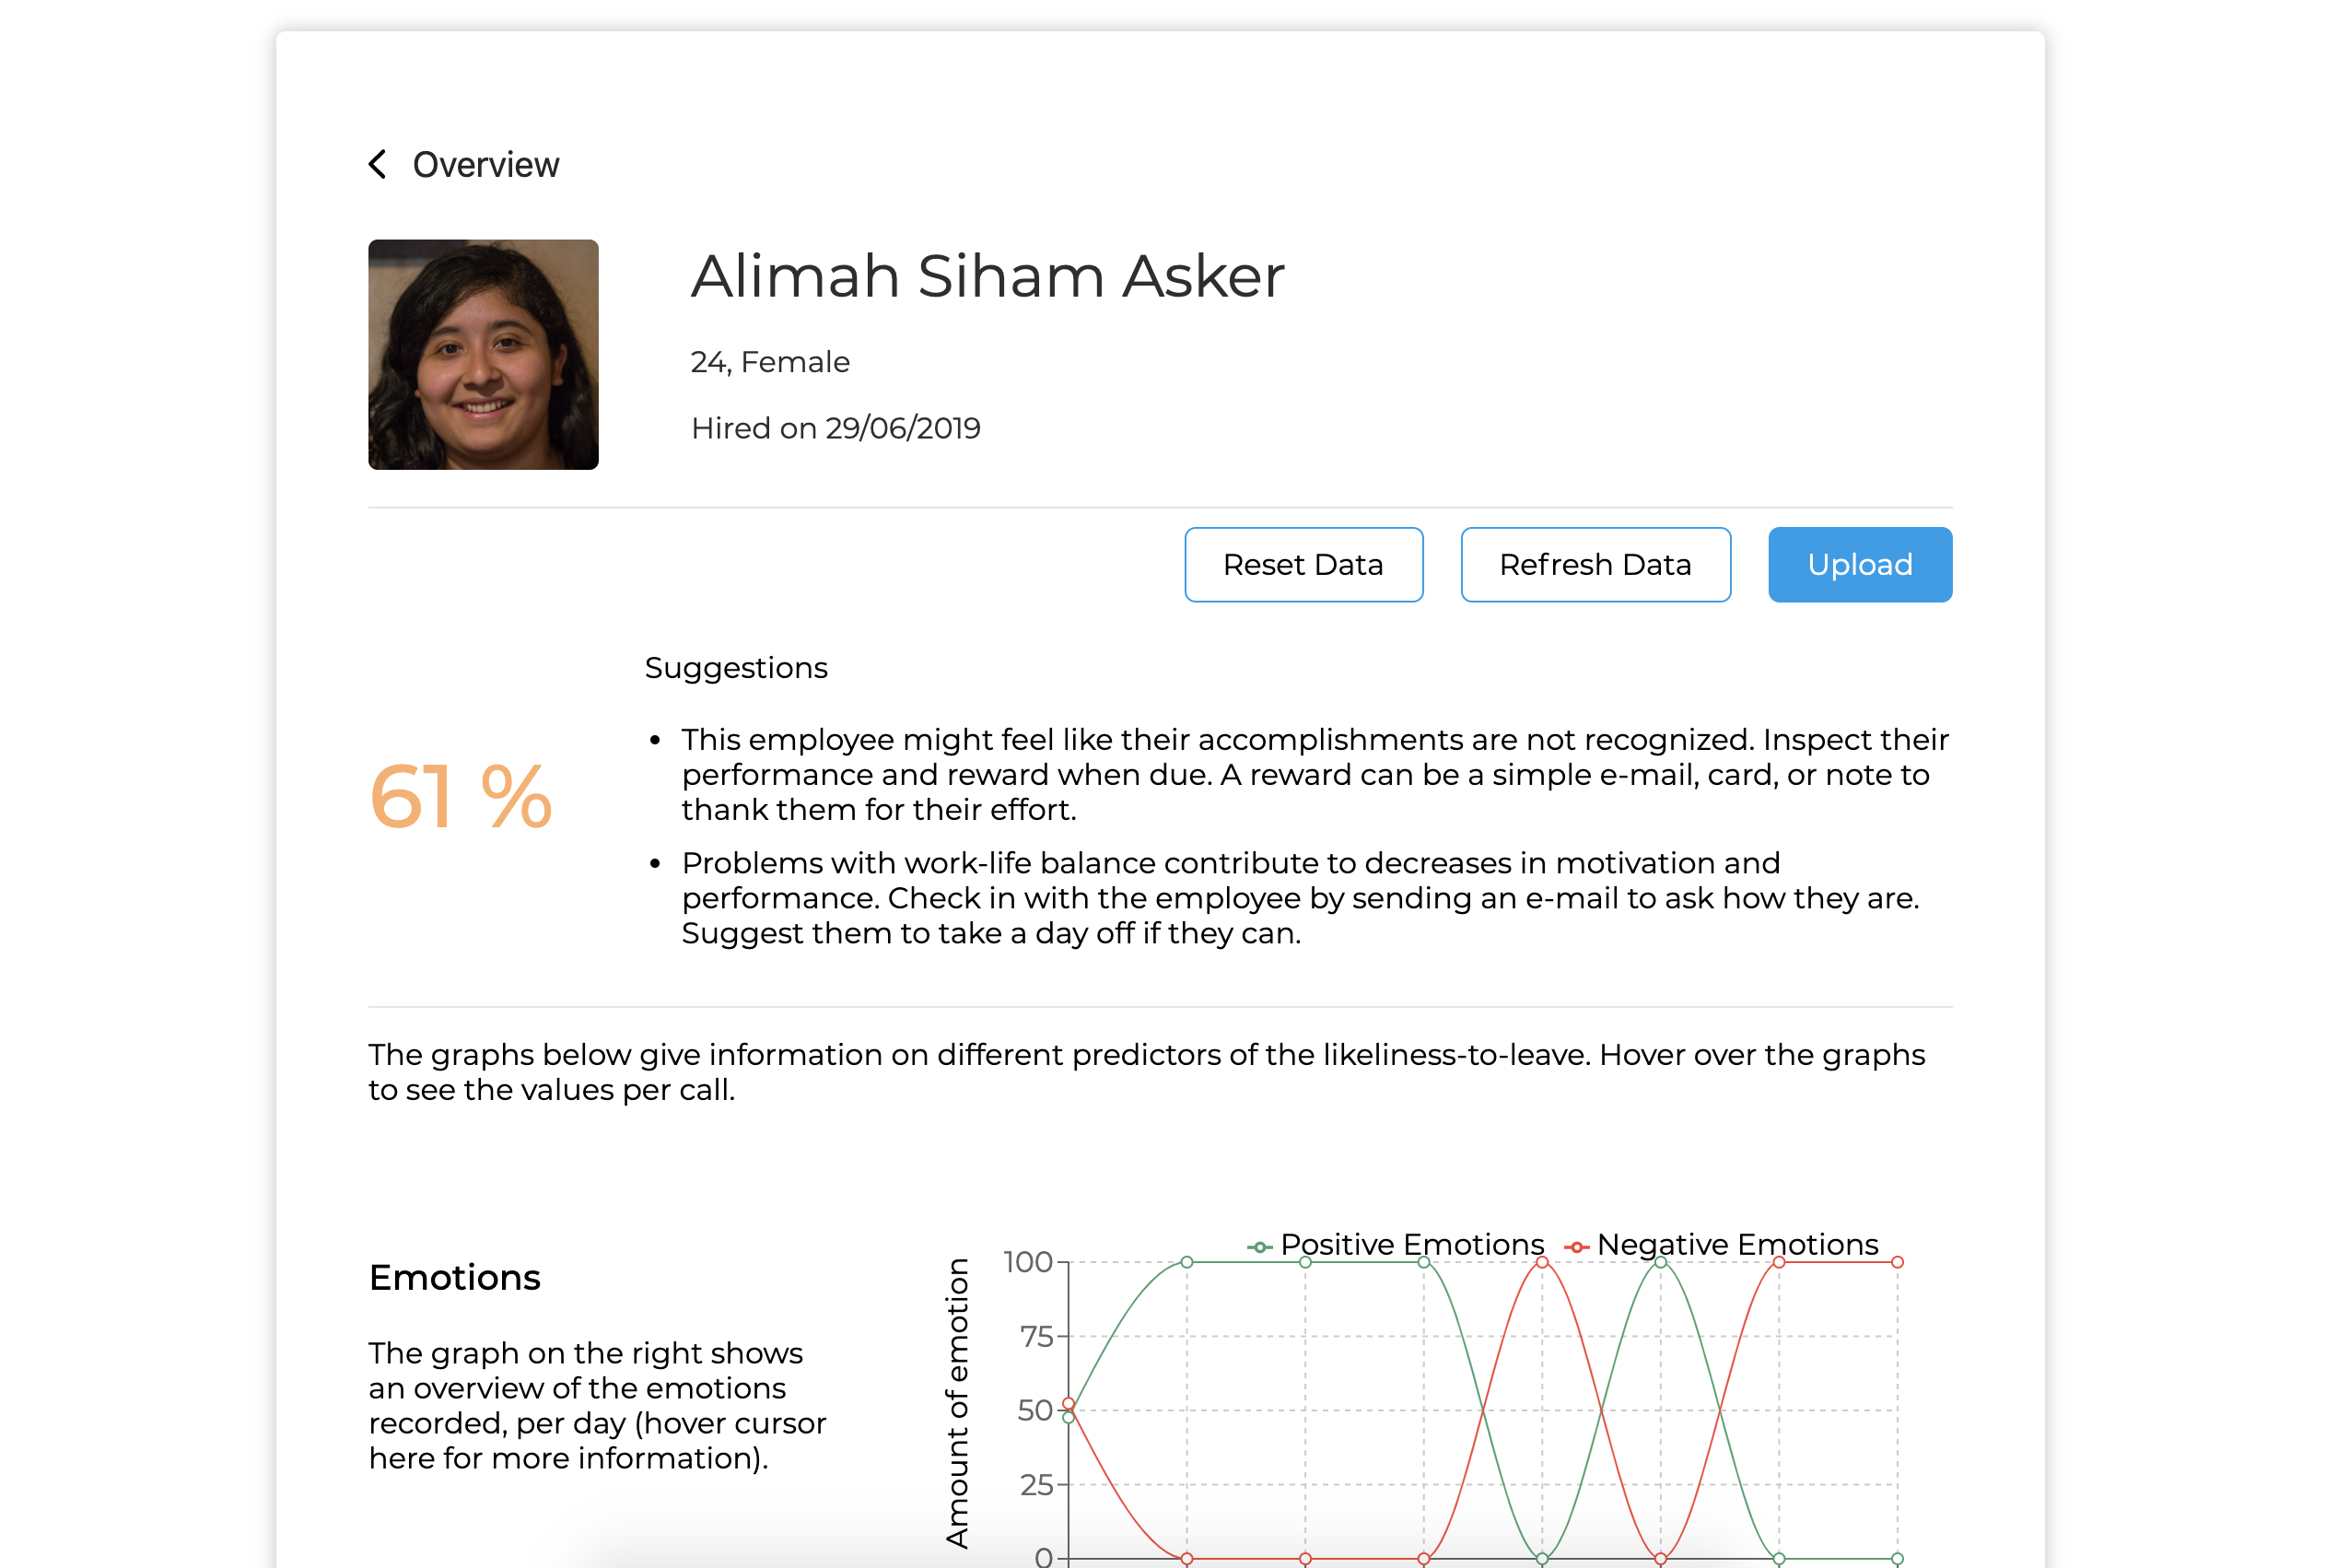 Overview
Alimah Siham Asker
24, Female
Hired on 29/06/2019
Reset Data
Refresh Data
Upload
Suggestions
61 %
• This employee might feel like their accomplishments are not recognized. Inspect their
performance and reward when due. A reward can be a simple e-mail, card, or note to
thank them for their effort.
• Problems with work-life balance contribute to decreases in motivation and
performance. Check in with the employee by sending an e-mail to ask how they are.
Suggest them to take a day off if they can.
The graphs below give information on different predictors of the likeliness-to-leave. Hover over the graphs
to see the values per call.
Emotions
The graph on the right shows
an overview of the emotions
recorded, per day (hover cursor
here for more information).
Positive Emotions
Negative Emotions
Amount of emotion
100
75
50
25
0